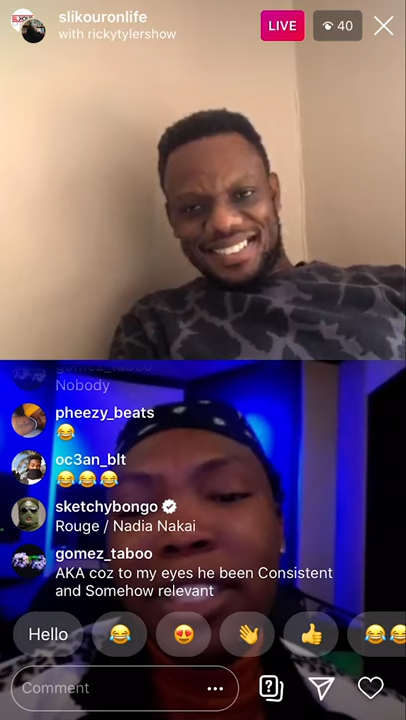 slikouronlife
with rickytylershow
LIVE
40
gomez_taboo
Nobody
pheezy_beats
😂
oc3an_blt
😂😂😂
sketchybongo
Rouge / Nadia Nakai
gomez_taboo
AKA coz to my eyes he been Consistent
and Somehow relevant
Hello 😂 😍 👋 👍 😂😂
Comment